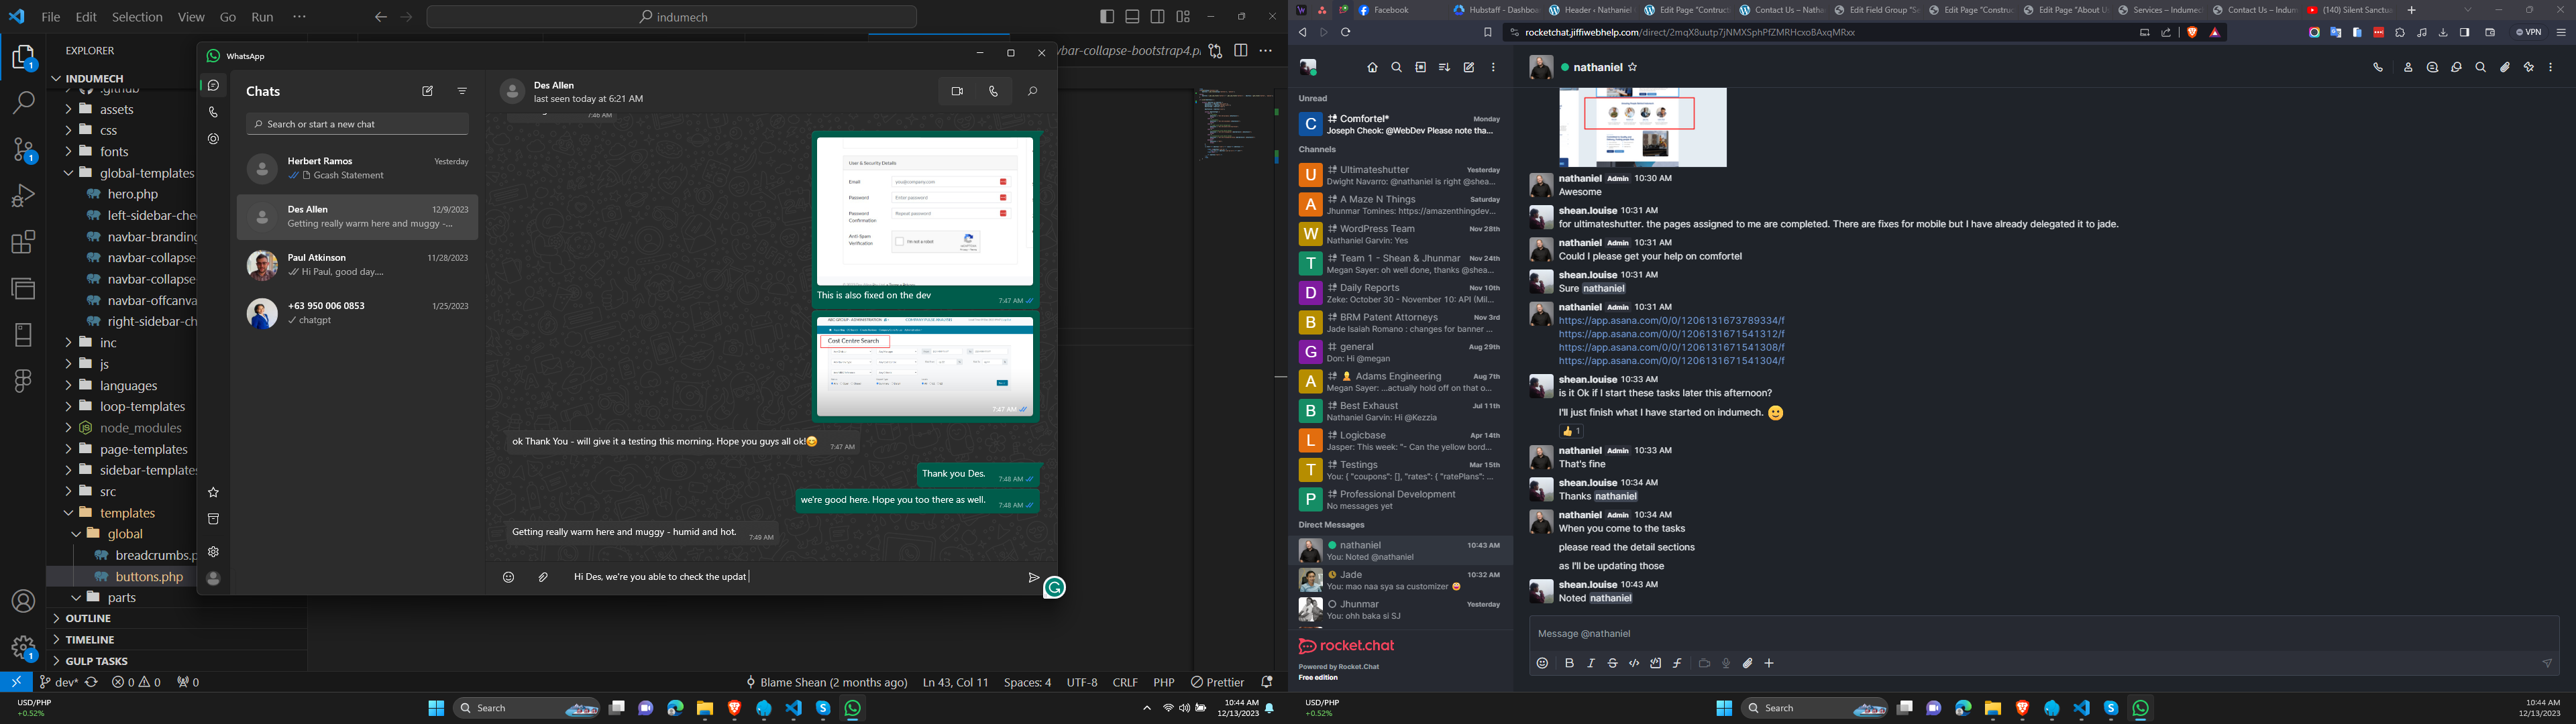 File Edit Selection View Go Run ···
indumech
EXPLORER
INDUMECH
.github
assets
css
fonts
global-templates
hero.php
left-sidebar-che
navbar-branding
navbar-collapse-
navbar-collapse
navbar-offcanva
right-sidebar-ch
inc
js
languages
loop-templates
node_modules
page-templates
sidebar-templates
src
templates
global
breadcrumbs.p
buttons.php
parts
OUTLINE
TIMELINE
GULP TASKS
vbar-collapse-bootstrap4.p
WhatsApp
Chats
Search or start a new chat
Herbert Ramos Yesterday
Gcash Statement
Des Allen 12/9/2023
Getting really warm here and muggy -...
Paul Atkinson 11/28/2023
Hi Paul, good day....
+63 950 006 0853 1/25/2023
chatgpt
Des Allen
last seen today at 6:21 AM
7:46 AM
User & Security Details
Email you@company.com
Password Enter password
Password Confirmation Repeat password
Anti-Spam Verification I'm not a robot
This is also fixed on the dev 7:47 AM
Cost Centre Search
7:47 AM
ok Thank You - will give it a testing this morning. Hope you guys all ok!😊 7:47 AM
Thank you Des. 7:48 AM
we're good here. Hope you too there as well. 7:48 AM
Getting really warm here and muggy - humid and hot. 7:49 AM
Hi Des, we're you able to check the updat
dev* 0 0 0
Blame Shean (2 months ago) Ln 43, Col 11 Spaces: 4 UTF-8 CRLF PHP Prettier
USD/PHP
+0.52%
Search
10:44 AM
12/13/2023
Facebook Hubstaff - Dashboa Header ‹ Nathaniel Edit Page "Contruct Contact Us – Natha Edit Field Group "Se Edit Page "Construc Edit Page "About U Services – Indumec Contact Us – Indum (140) Silent Sanctua
rocketchat.jiffiwebhelp.com/direct/2mqX8uutp7jNMXSphPfZMRHcxoBAxqMRxx
VPN
Unread
C Comfortel* Monday
Joseph Cheok: @WebDev Please note tha...
Channels
U Ultimateshutter Yesterday
Dwight Navarro: @nathaniel is right @shea...
A A Maze N Things Saturday
Jhunmar Tomines: https://amazenthingdev...
W WordPress Team Nov 28th
Nathaniel Garvin: Yes
T Team 1 - Shean & Jhunmar Nov 24th
Megan Sayer: oh well done, thanks @shea...
D Daily Reports Nov 10th
Zeke: October 30 - November 10: API (Mil...
B BRM Patent Attorneys Nov 3rd
Jade Isaiah Romano : changes for banner ...
G general Aug 29th
Don: Hi @megan
A Adams Engineering Aug 7th
Megan Sayer: ...actually hold off on that o...
B Best Exhaust Jul 11th
Nathaniel Garvin: Hi @Kezzia
L Logicbase Apr 14th
Jasper: This week: "- Can the yellow bord...
T Testings Mar 15th
You: { "coupons": [], "rates": { "ratePlans": ...
P Professional Development
No messages yet
Direct Messages
nathaniel 10:43 AM
You: Noted @nathaniel
Jade 10:32 AM
You: mao naa sya sa customizer 😄
Jhunmar Yesterday
You: ohh baka si SJ
rocket.chat
Powered by Rocket.Chat
Free edition
nathaniel
nathaniel Admin 10:30 AM
Awesome
shean.louise 10:31 AM
for ultimateshutter. the pages assigned to me are completed. There are fixes for mobile but I have already delegated it to jade.
nathaniel Admin 10:31 AM
Could I please get your help on comfortel
shean.louise 10:31 AM
Sure nathaniel
nathaniel Admin 10:31 AM
https://app.asana.com/0/0/1206131673789334/f
https://app.asana.com/0/0/1206131671541312/f
https://app.asana.com/0/0/1206131671541308/f
https://app.asana.com/0/0/1206131671541304/f
shean.louise 10:33 AM
is it Ok if I start these tasks later this afternoon?
I'll just finish what I have started on indumech. 🙂
👍 1
nathaniel Admin 10:33 AM
That's fine
shean.louise 10:34 AM
Thanks nathaniel
nathaniel Admin 10:34 AM
When you come to the tasks
please read the detail sections
as I'll be updating those
shean.louise 10:43 AM
Noted nathaniel
Message @nathaniel
USD/PHP
+0.52%
Search
10:44 AM
12/13/2023